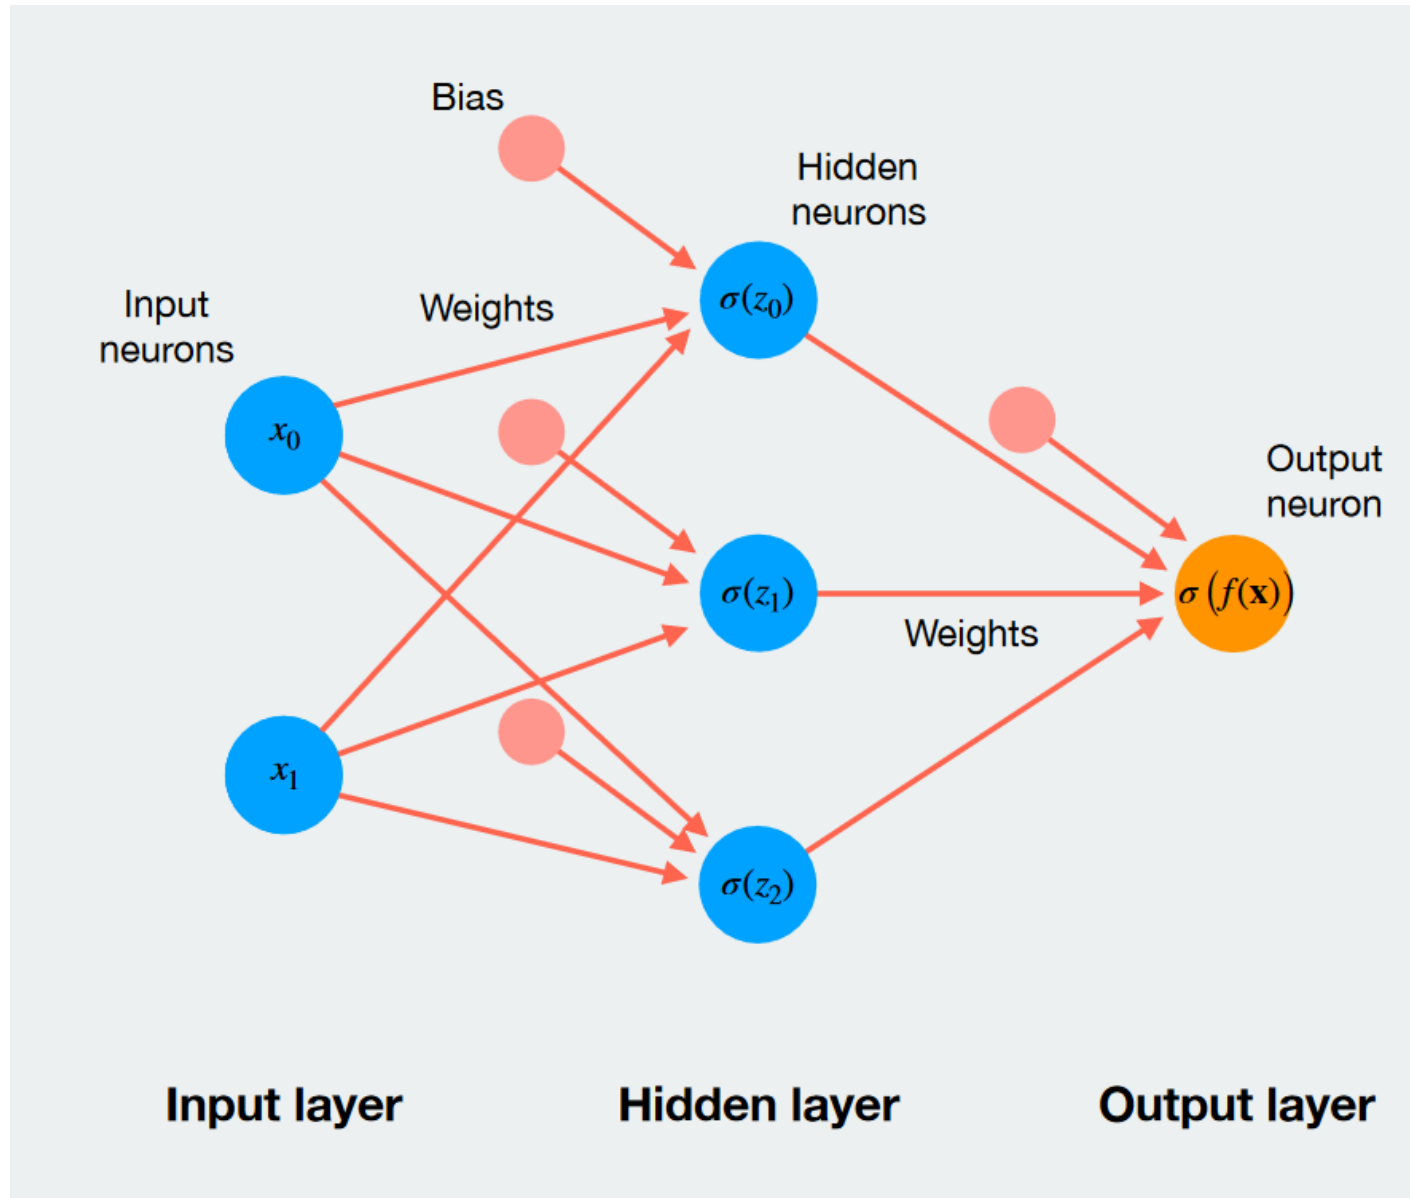 Bias
Hidden
neurons
σ(z₀)
Input
neurons
Weights
x₀
Output
neuron
σ(z₁)
σ (f(𝐱))
Weights
x₁
σ(z₂)
Input layer
Hidden layer
Output layer